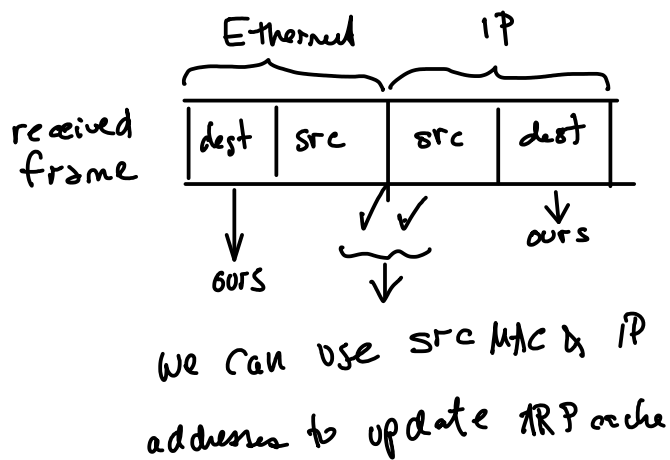 Ethernet IP
received
frame
dest src src dest
ours ours
we can use src MAC & IP
addresses to update ARP cache